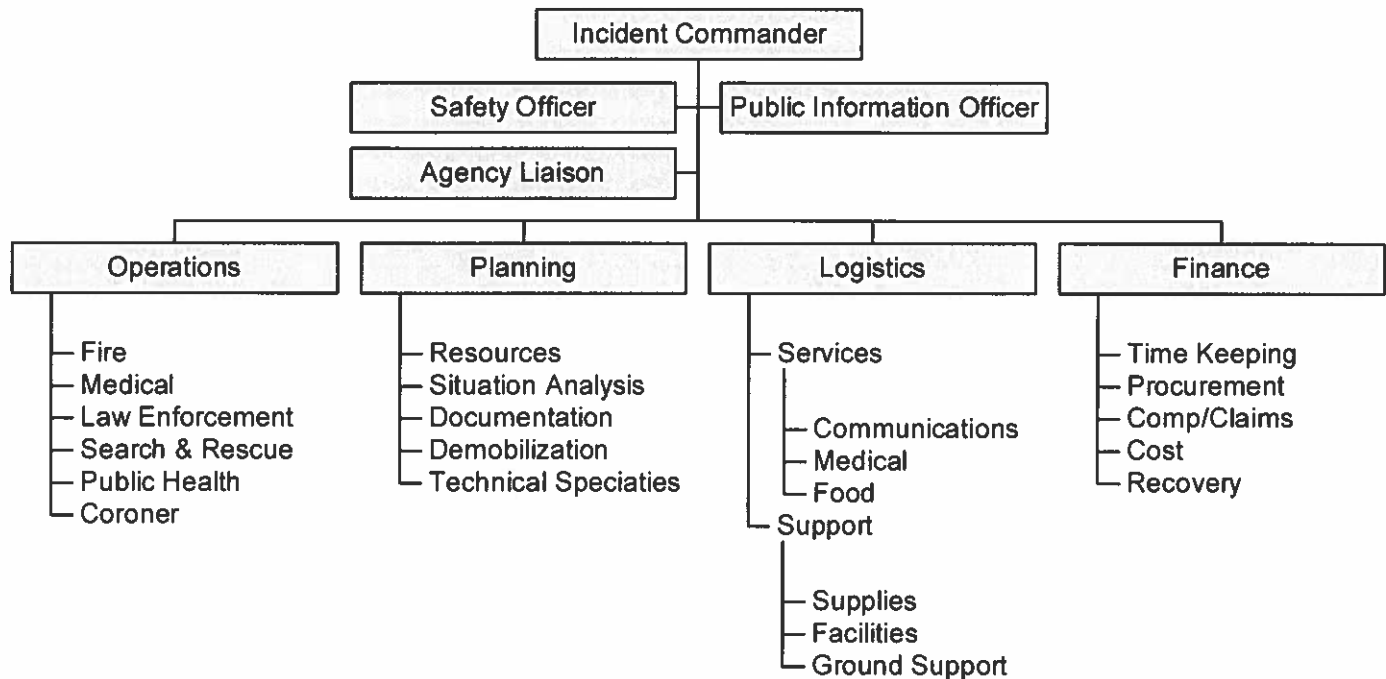 Incident Commander
Safety Officer
Public Information Officer
Agency Liaison
Operations
Planning
Logistics
Finance
Fire
Medical
Law Enforcement
Search & Rescue
Public Health
Coroner
Resources
Situation Analysis
Documentation
Demobilization
Technical Speciaties
Services
Communications
Medical
Food
Support
Supplies
Facilities
Ground Support
Time Keeping
Procurement
Comp/Claims
Cost
Recovery